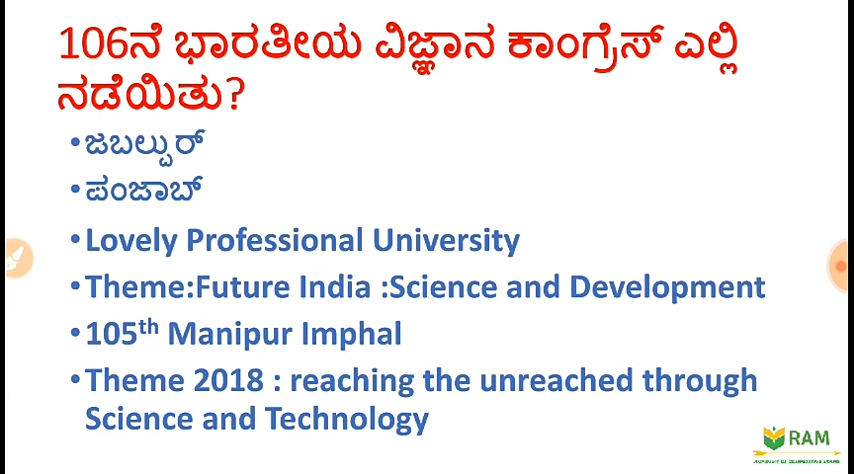 106ನೆ ಭಾರತೀಯ ವಿಜ್ಞಾನ ಕಾಂಗ್ರೆಸ್ ಎಲ್ಲಿ
ನಡೆಯಿತು?
•ಜಬಲ್ಪುರ್
•ಪಂಜಾಬ್
•Lovely Professional University
•Theme:Future India :Science and Development
•105th Manipur Imphal
•Theme 2018 : reaching the unreached through
Science and Technology
RAM